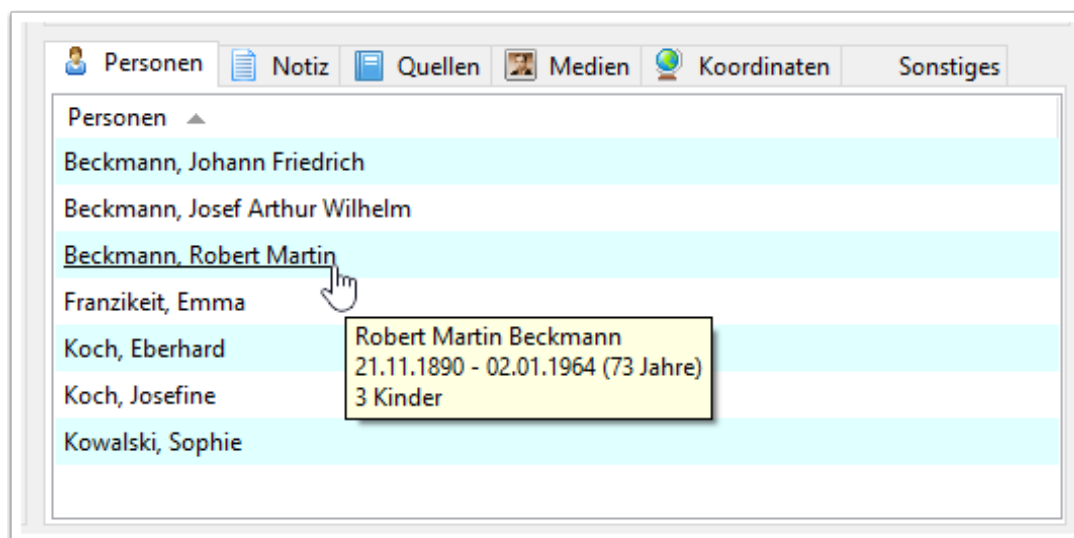 Personen Notiz Quellen Medien Koordinaten Sonstiges
Personen
Beckmann, Johann Friedrich
Beckmann, Josef Arthur Wilhelm
Beckmann, Robert Martin
Franzikeit, Emma
Koch, Eberhard
Robert Martin Beckmann
21.11.1890 - 02.01.1964 (73 Jahre)
3 Kinder
Koch, Josefine
Kowalski, Sophie